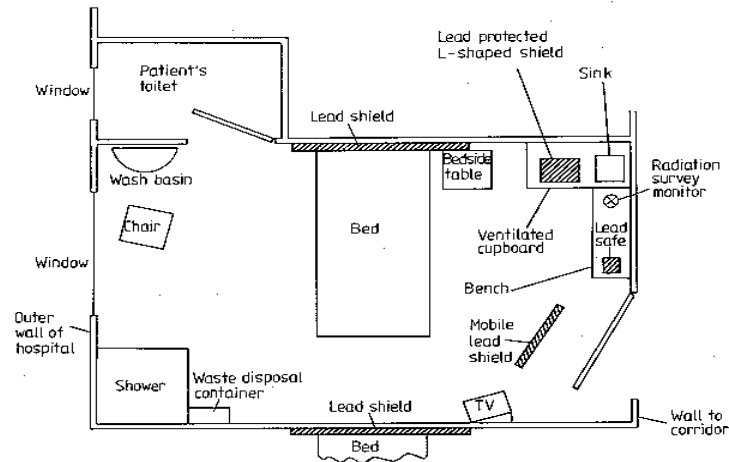 Window
Patient's
toilet
Lead shield
Lead protected
L-shaped shield
Sink
Wash basin
Bedside
table
Radiation
survey
monitor
Chair
Bed
Ventilated
cupboard
Lead
safe
Window
Bench
Outer
wall of
hospital
Mobile
lead
shield
Shower
Waste disposal
container
Lead shield
TV
Wall to
corridor
Bed